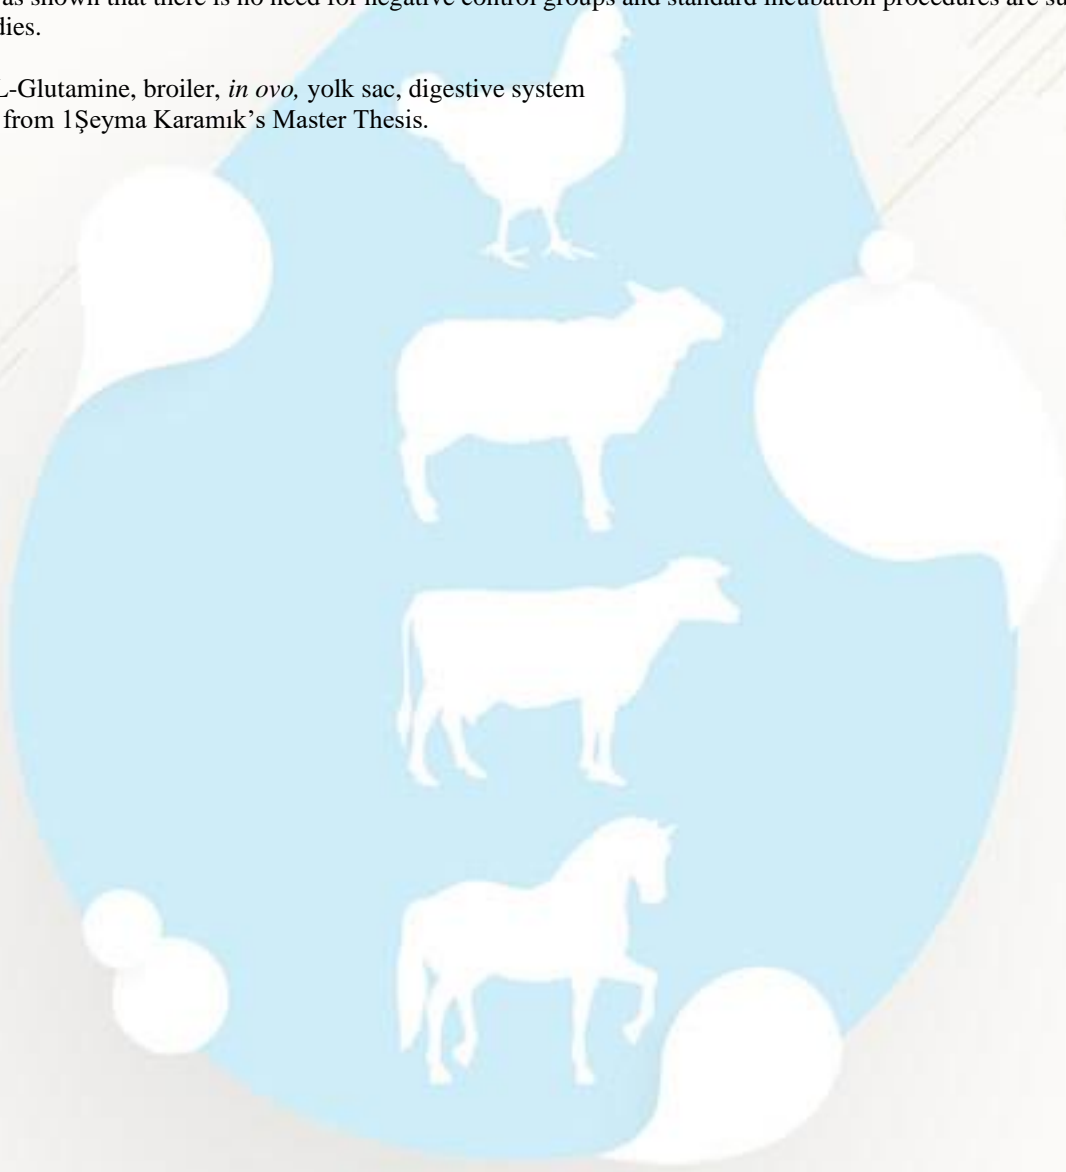 as shown that there is no need for negative control groups and standard incubation procedures are su
dies.
L-Glutamine, broiler, in ovo, yolk sac, digestive system
from 1Şeyma Karamık’s Master Thesis.